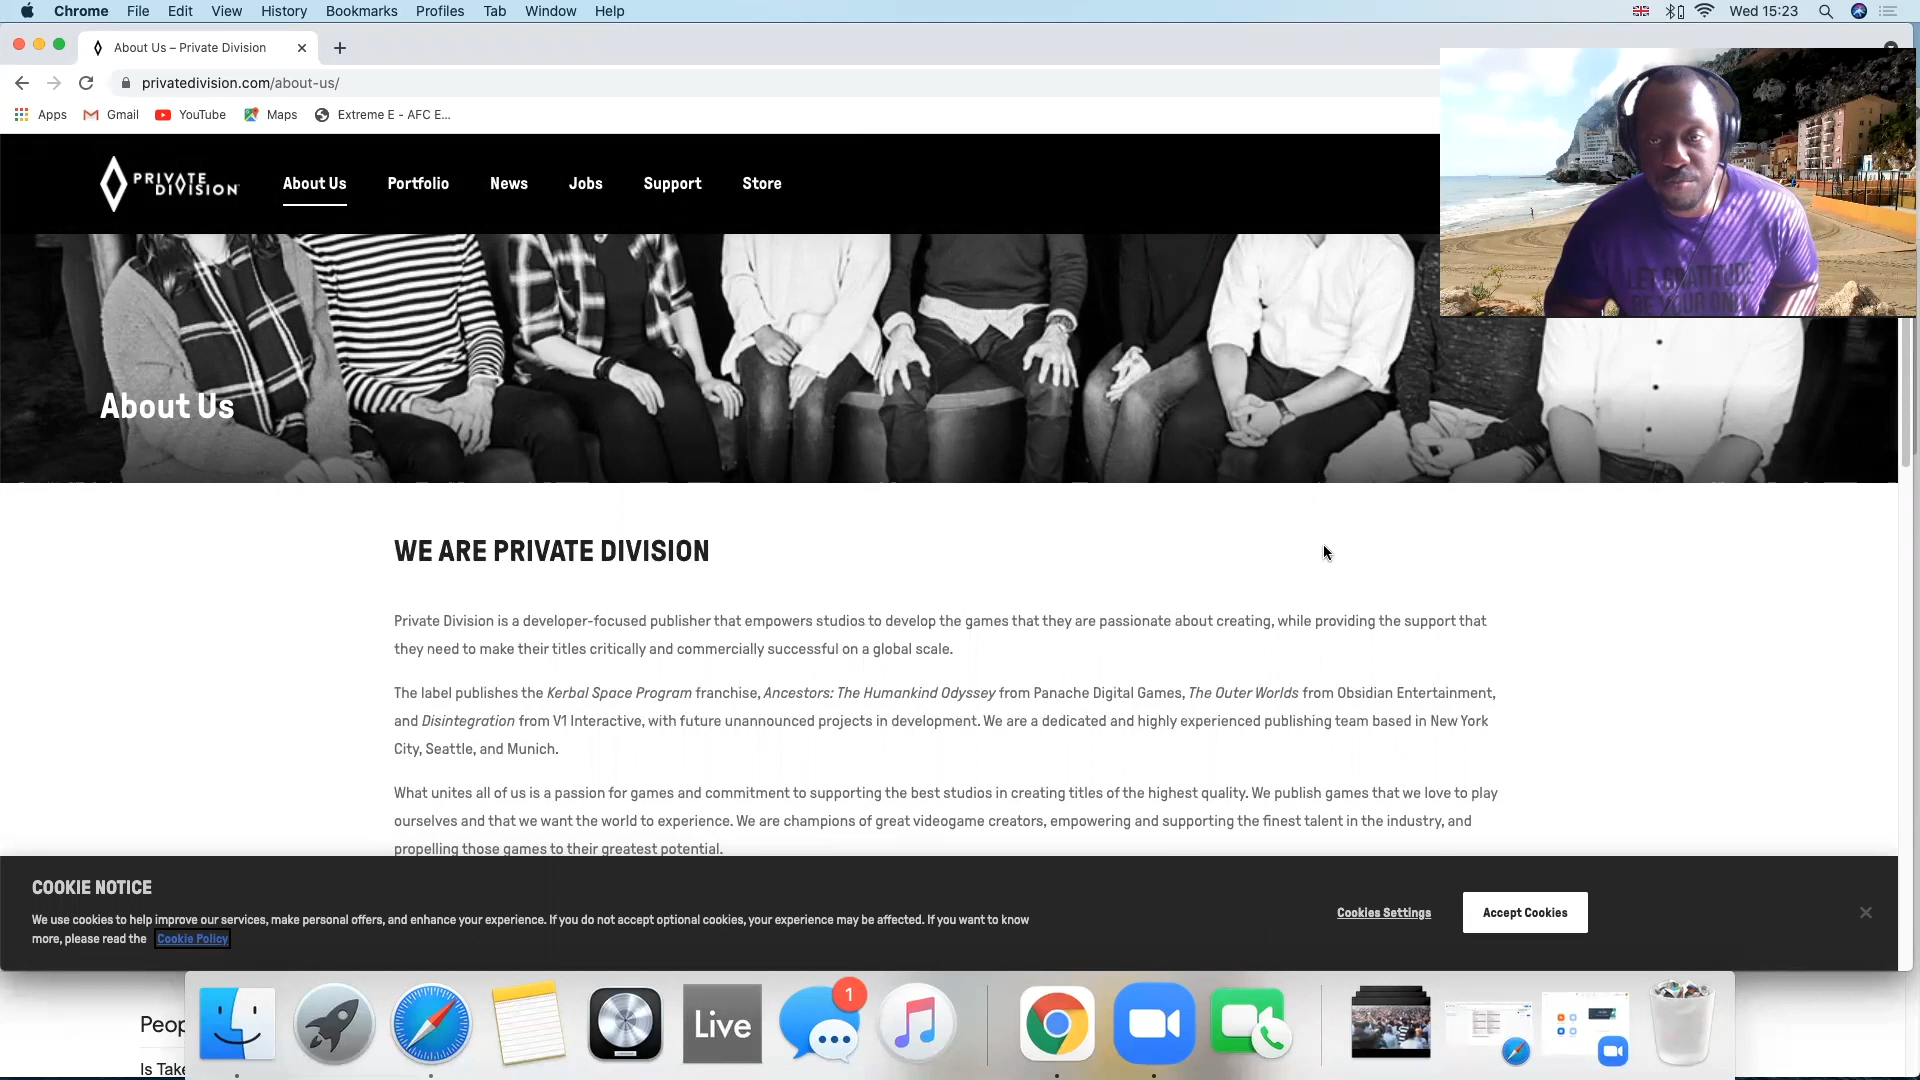 Chrome File Edit View History Bookmarks Profiles Tab Window Help Wed 15:23
About Us – Private Division
privatedivision.com/about-us/
Apps Gmail YouTube Maps Extreme E - AFC E...
PRIVATE DIVISION About Us Portfolio News Jobs Support Store
LET GRATITUDE
BE YOUR ONLY
About Us
WE ARE PRIVATE DIVISION
Private Division is a developer-focused publisher that empowers studios to develop the games that they are passionate about creating, while providing the support that
they need to make their titles critically and commercially successful on a global scale.
The label publishes the Kerbal Space Program franchise, Ancestors: The Humankind Odyssey from Panache Digital Games, The Outer Worlds from Obsidian Entertainment,
and Disintegration from V1 Interactive, with future unannounced projects in development. We are a dedicated and highly experienced publishing team based in New York
City, Seattle, and Munich.
What unites all of us is a passion for games and commitment to supporting the best studios in creating titles of the highest quality. We publish games that we love to play
ourselves and that we want the world to experience. We are champions of great videogame creators, empowering and supporting the finest talent in the industry, and
propelling those games to their greatest potential.
COOKIE NOTICE
We use cookies to help improve our services, make personal offers, and enhance your experience. If you do not accept optional cookies, your experience may be affected. If you want to know
more, please read the Cookie Policy
Cookies Settings Accept Cookies
Peop
Is Take
Live
1